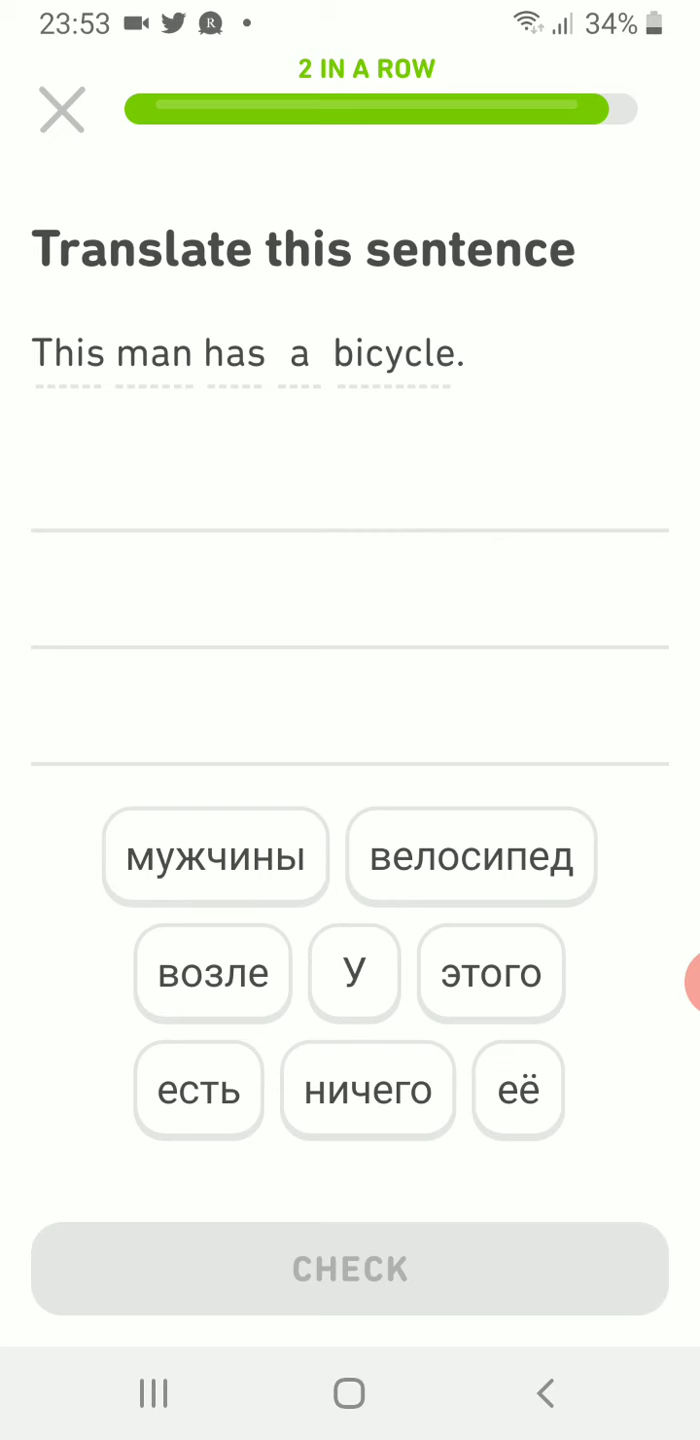 23:53 34%
2 IN A ROW
Translate this sentence
This man has a bicycle.
мужчины велосипед
возле У этого
есть ничего её
CHECK